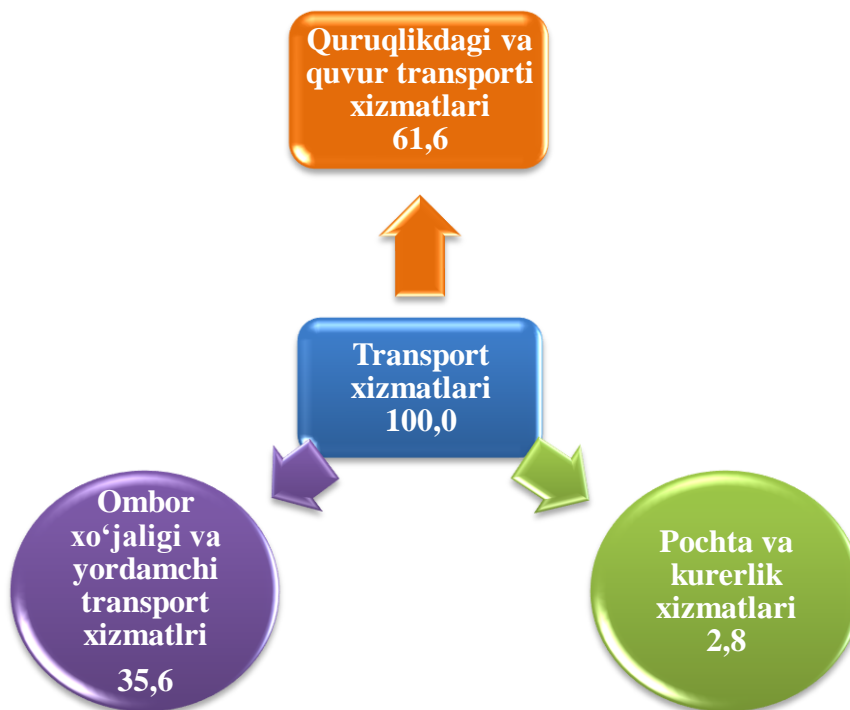 Quruqlikdagi va
quvur transporti
xizmatlari
61,6
Transport
xizmatlari
100,0
Ombor
xo‘jaligi va
yordamchi
transport
xizmatlri
35,6
Pochta va
kurerlik
xizmatlari
2,8